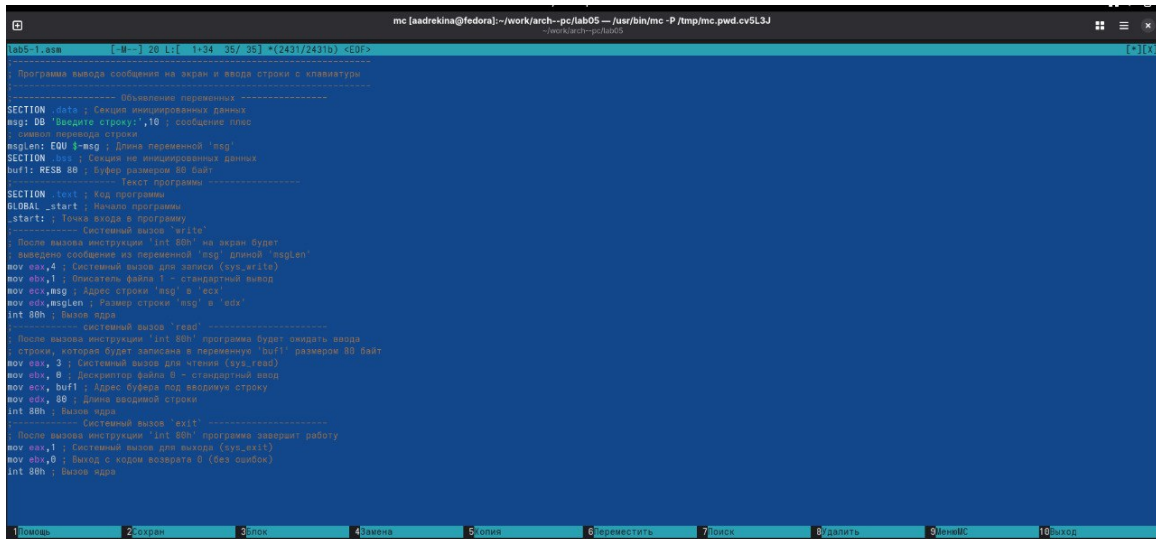 mc [aadrekina@fedora]:~/work/arch--pc/lab05 — /usr/bin/mc -P /tmp/mc.pwd.cv5L3J
~/work/arch--pc/lab05
lab5-1.asm [-M--] 20 L:[ 1+34 35/ 35] *(2431/2431b) <EOF> [*][X]
;--------------------------------------------------------------------
; Программа вывода сообщения на экран и ввода строки с клавиатуры
;--------------------------------------------------------------------
;------------------- Объявление переменных ----------------
SECTION .data ; Секция инициированных данных
msg: DB 'Введите строку:',10 ; сообщение плюс
; символ перевода строки
msgLen: EQU $-msg ; Длина переменной 'msg'
SECTION .bss ; Секция не инициированных данных
buf1: RESB 80 ; Буфер размером 80 байт
;------------------- Текст программы -----------------
SECTION .text ; Код программы
GLOBAL _start ; Начало программы
_start: ; Точка входа в программу
;------------ Системный вызов `write`
; После вызова инструкции 'int 80h' на экран будет
; выведено сообщение из переменной 'msg' длиной 'msgLen'
mov eax,4 ; Системный вызов для записи (sys_write)
mov ebx,1 ; Описатель файла 1 - стандартный вывод
mov ecx,msg ; Адрес строки 'msg' в 'ecx'
mov edx,msgLen ; Размер строки 'msg' в 'edx'
int 80h ; Вызов ядра
;------------ системный вызов `read` ----------------------
; После вызова инструкции 'int 80h' программа будет ожидать ввода
; строки, которая будет записана в переменную 'buf1' размером 80 байт
mov eax, 3 ; Системный вызов для чтения (sys_read)
mov ebx, 0 ; Дескриптор файла 0 - стандартный ввод
mov ecx, buf1 ; Адрес буфера под вводимую строку
mov edx, 80 ; Длина вводимой строки
int 80h ; Вызов ядра
;------------ Системный вызов `exit` ----------------------
; После вызова инструкции 'int 80h' программа завершит работу
mov eax,1 ; Системный вызов для выхода (sys_exit)
mov ebx,0 ; Выход с кодом возврата 0 (без ошибок)
int 80h ; Вызов ядра
1Помощь 2Сохран 3Блок 4Замена 5Копия 6Переместить 7Поиск 8Удалить 9МенюMC 10Выход